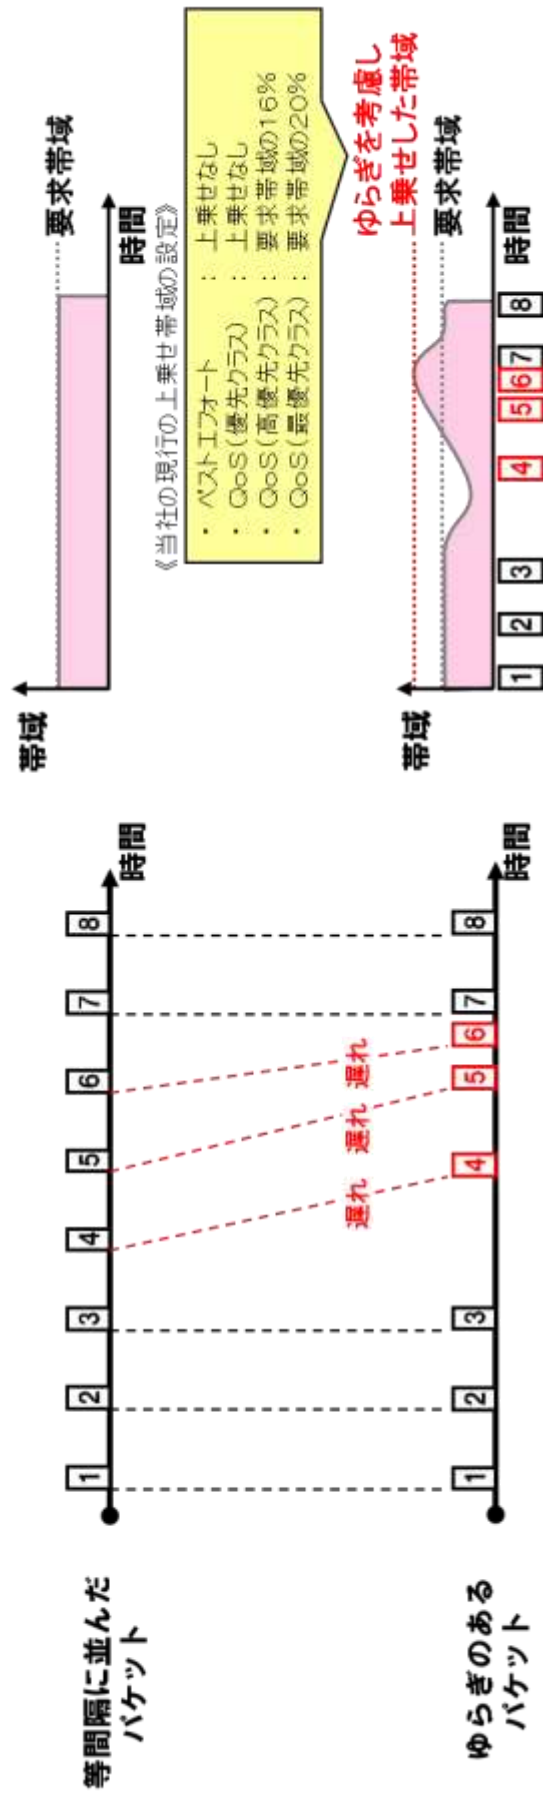 等間隔に並んだ
パケット
1 2 3 4 5 6 7 8
時間
遅れ 遅れ 遅れ
ゆらぎのある
パケット
1 2 3 4 5 6 7 8
時間
帯域
要求帯域
時間
《当社の現行の上乗せ帯域の設定》
・ ベストエフォート : 上乗せなし
・ QoS(優先クラス) : 上乗せなし
・ QoS(高優先クラス): 要求帯域の16%
・ QoS(最優先クラス): 要求帯域の20%
ゆらぎを考慮し
上乗せした帯域
帯域
要求帯域
時間
1 2 3 4 5 6 7 8